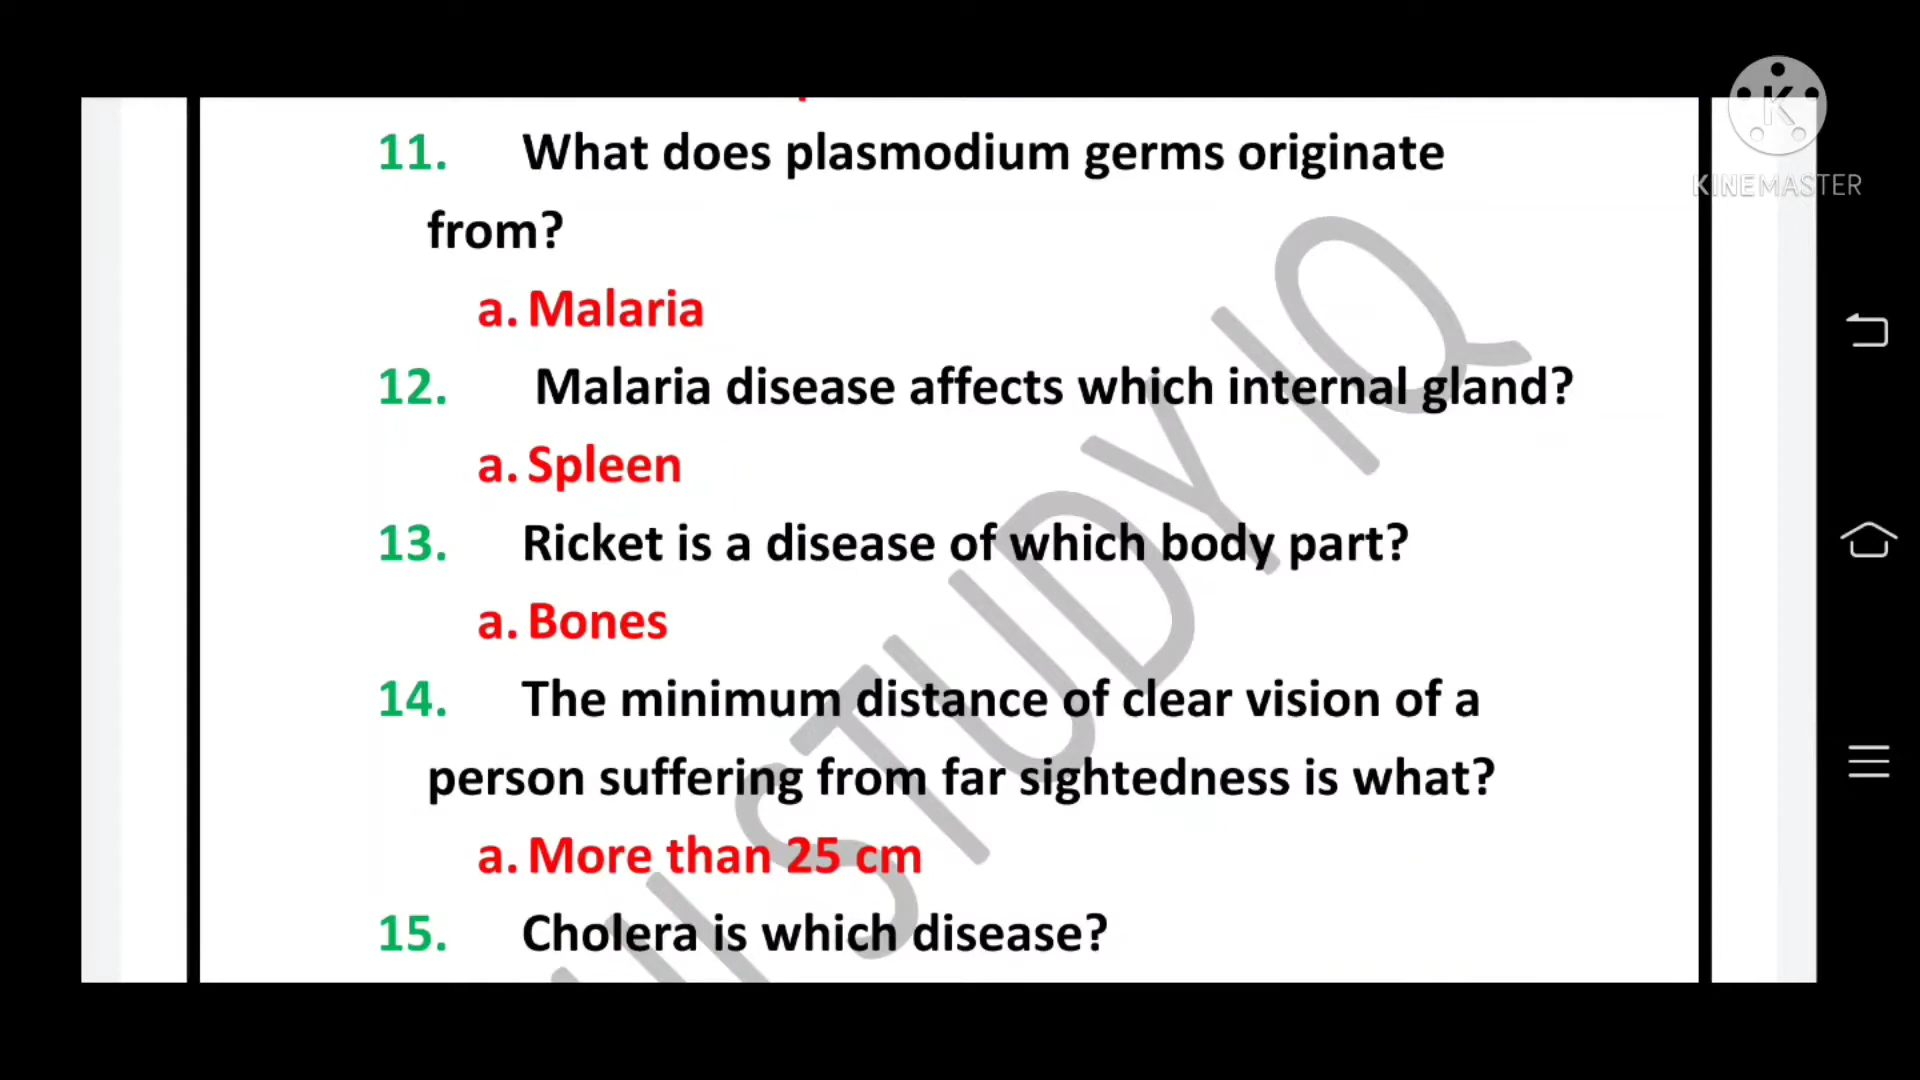 11. What does plasmodium germs originate
from?
a. Malaria
12. Malaria disease affects which internal gland?
a. Spleen
13. Ricket is a disease of which body part?
a. Bones
14. The minimum distance of clear vision of a
person suffering from far sightedness is what?
a. More than 25 cm
15. Cholera is which disease?
STUDY IQ
K
KINEMASTER